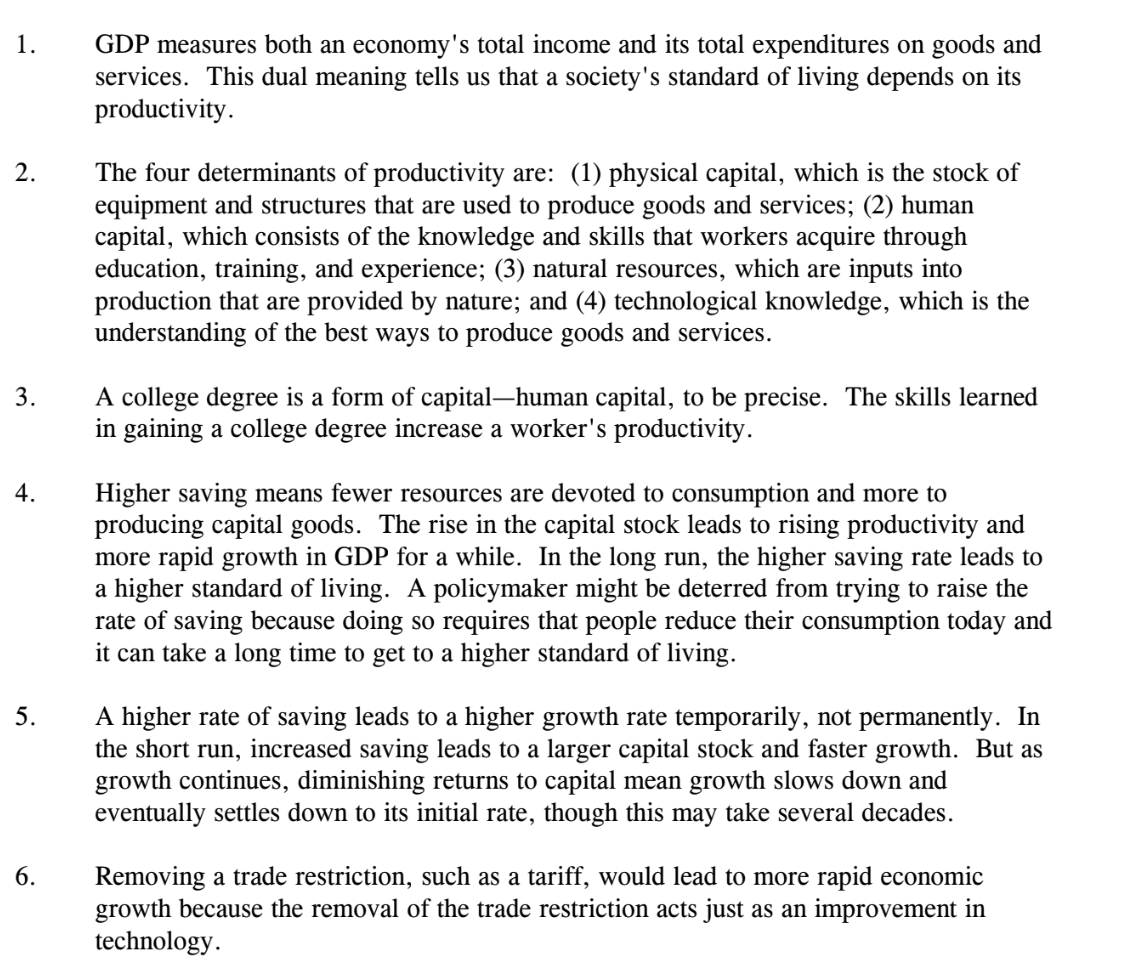 1. GDP measures both an economy's total income and its total expenditures on goods and
services. This dual meaning tells us that a society's standard of living depends on its
productivity.
2. The four determinants of productivity are: (1) physical capital, which is the stock of
equipment and structures that are used to produce goods and services; (2) human
capital, which consists of the knowledge and skills that workers acquire through
education, training, and experience; (3) natural resources, which are inputs into
production that are provided by nature; and (4) technological knowledge, which is the
understanding of the best ways to produce goods and services.
3. A college degree is a form of capital—human capital, to be precise. The skills learned
in gaining a college degree increase a worker's productivity.
4. Higher saving means fewer resources are devoted to consumption and more to
producing capital goods. The rise in the capital stock leads to rising productivity and
more rapid growth in GDP for a while. In the long run, the higher saving rate leads to
a higher standard of living. A policymaker might be deterred from trying to raise the
rate of saving because doing so requires that people reduce their consumption today and
it can take a long time to get to a higher standard of living.
5. A higher rate of saving leads to a higher growth rate temporarily, not permanently. In
the short run, increased saving leads to a larger capital stock and faster growth. But as
growth continues, diminishing returns to capital mean growth slows down and
eventually settles down to its initial rate, though this may take several decades.
6. Removing a trade restriction, such as a tariff, would lead to more rapid economic
growth because the removal of the trade restriction acts just as an improvement in
technology.